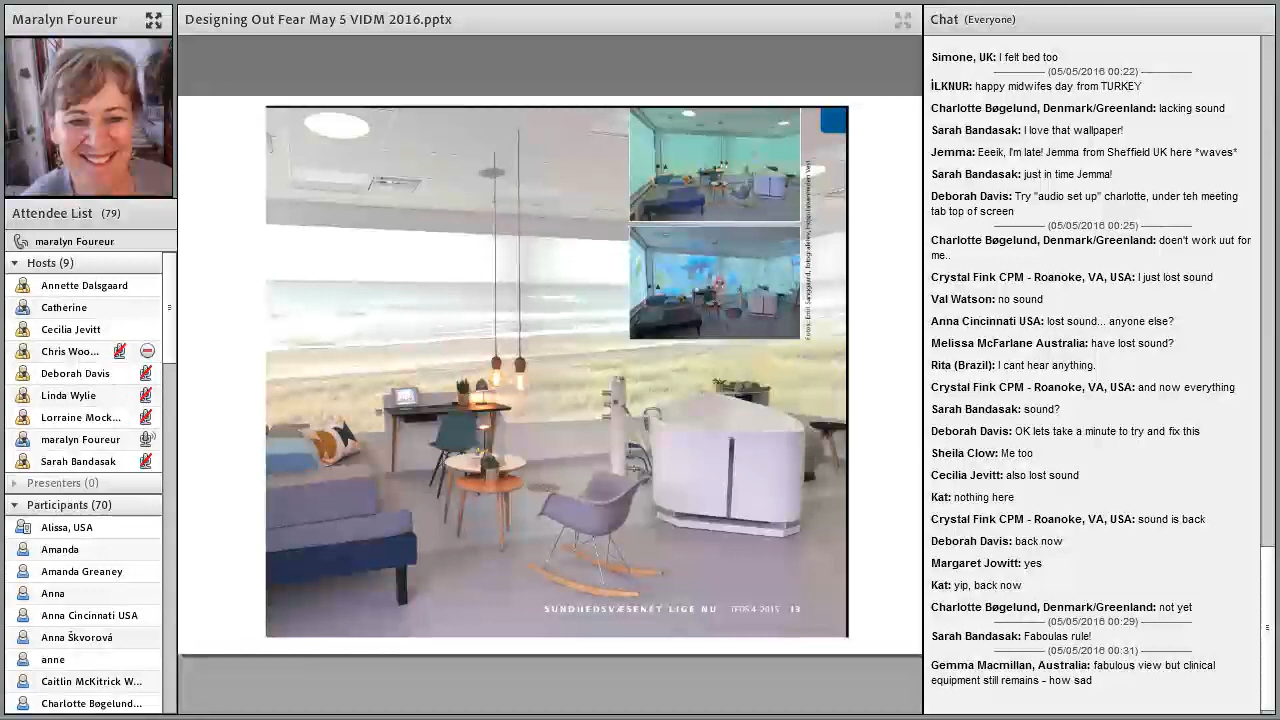 Maralyn Foureur
Attendee List (79)
maralyn Foureur
Hosts (9)
Annette Dalsgaard
Catherine
Cecilia Jevitt
Chris Woo...
Deborah Davis
Linda Wylie
Lorraine Mock...
maralyn Foureur
Sarah Bandasak
Presenters (0)
Participants (70)
Alissa, USA
Amanda
Amanda Greaney
Anna
Anna Cincinnati USA
Anna Škvorová
anne
Caitlin McKitrick W...
Charlotte Bøgelund...
Designing Out Fear May 5 VIDM 2016.pptx
SUNDHEDSVÆSENET LIGE NU 2015 13
Chat (Everyone)
Simone, UK: I felt bed too
(05/05/2016 00:22)
İLKNUR: happy midwifes day from TURKEY
Charlotte Bøgelund, Denmark/Greenland: lacking sound
Sarah Bandasak: I love that wallpaper!
Jemma: Eeeik, I'm late! Jemma from Sheffield UK here *waves*
Sarah Bandasak: just in time Jemma!
Deborah Davis: Try "audio set up" charlotte, under teh meeting
tab top of screen
(05/05/2016 00:25)
Charlotte Bøgelund, Denmark/Greenland: doen't work uut for
me..
Crystal Fink CPM - Roanoke, VA, USA: I just lost sound
Val Watson: no sound
Anna Cincinnati USA: lost sound... anyone else?
Melissa McFarlane Australia: have lost sound?
Rita (Brazil): I cant hear anything.
Crystal Fink CPM - Roanoke, VA, USA: and now everything
Sarah Bandasak: sound?
Deborah Davis: OK lets take a minute to try and fix this
Sheila Clow: Me too
Cecilia Jevitt: also lost sound
Kat: nothing here
Crystal Fink CPM - Roanoke, VA, USA: sound is back
Deborah Davis: back now
Margaret Jowitt: yes
Kat: yip, back now
Charlotte Bøgelund, Denmark/Greenland: not yet
(05/05/2016 00:29)
Sarah Bandasak: Faboulas rule!
(05/05/2016 00:31)
Gemma Macmillan, Australia: fabulous view but clinical
equipment still remains - how sad